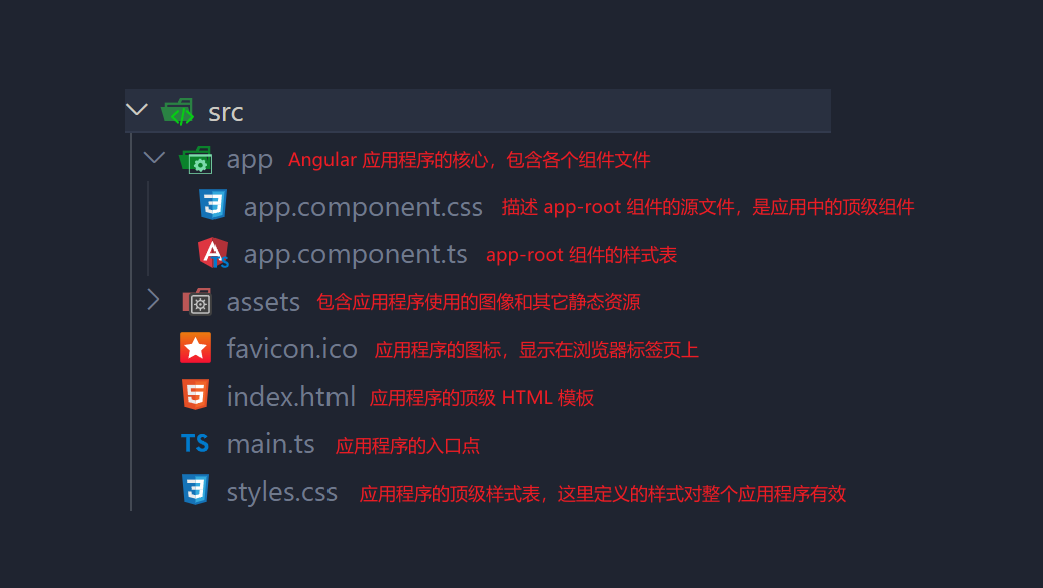 src
app Angular 应用程序的核心，包含各个组件文件
app.component.css 描述 app-root 组件的源文件，是应用中的顶级组件
app.component.ts app-root 组件的样式表
assets 包含应用程序使用的图像和其它静态资源
favicon.ico 应用程序的图标，显示在浏览器标签页上
index.html 应用程序的顶级 HTML 模板
TS main.ts 应用程序的入口点
styles.css 应用程序的顶级样式表，这里定义的样式对整个应用程序有效